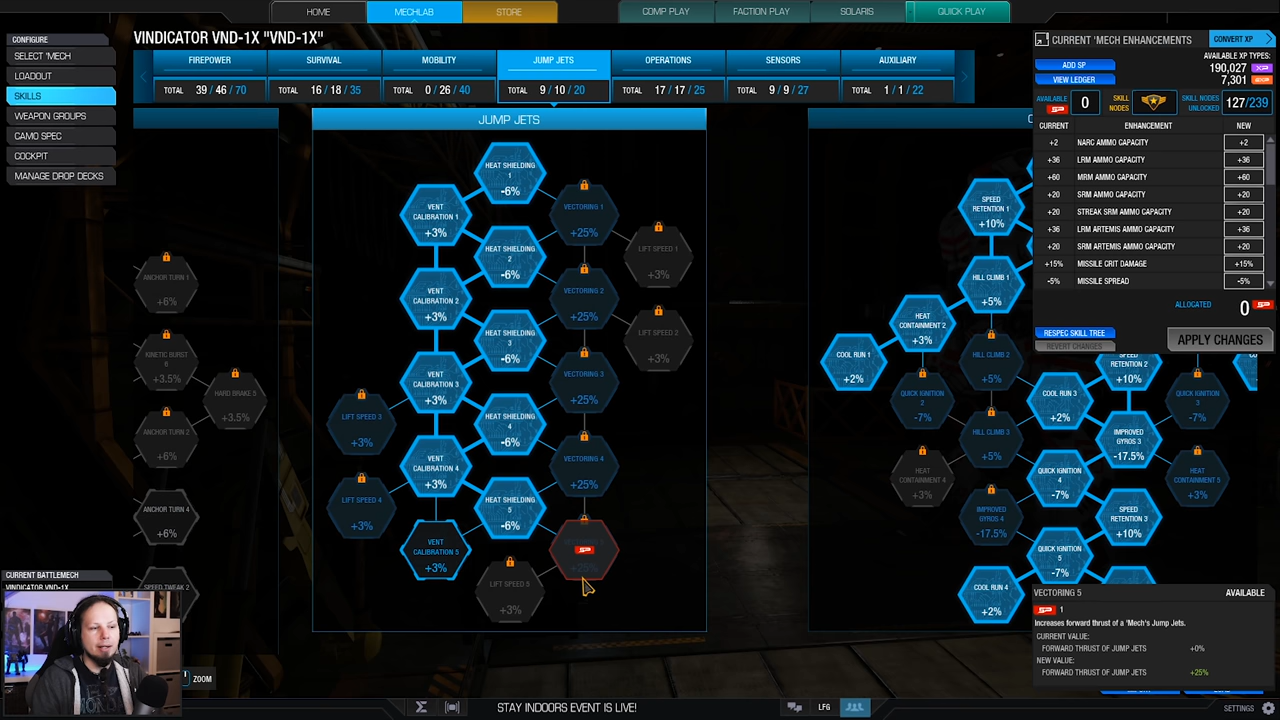 HOME
MECHLAB
STORE
COMP PLAY
FACTION PLAY
SOLARIS
QUICK PLAY
CONFIGURE
SELECT 'MECH
LOADOUT
SKILLS
WEAPON GROUPS
CAMO SPEC
COCKPIT
MANAGE DROP DECKS
VINDICATOR VND-1X "VND-1X"
FIREPOWER
TOTAL 39 / 46 / 70
SURVIVAL
TOTAL 16 / 18 / 35
MOBILITY
TOTAL 0 / 26 / 40
JUMP JETS
TOTAL 9 / 10 / 20
OPERATIONS
TOTAL 17 / 17 / 25
SENSORS
TOTAL 9 / 9 / 27
AUXILIARY
TOTAL 1 / 1 / 22
ANCHOR TURN 1
+6%
KINETIC BURST
+3.5%
HARD BRAKE 5
+3.5%
ANCHOR TURN 2
+6%
ANCHOR TURN 4
+6%
SPEED TWEAK 2
JUMP JETS
HEAT SHIELDING 1
-6%
VENT CALIBRATION 1
+3%
VECTORING 1
+25%
HEAT SHIELDING 2
-6%
LIFT SPEED 1
+3%
VENT CALIBRATION 2
+3%
VECTORING 2
+25%
HEAT SHIELDING 3
-6%
LIFT SPEED 2
+3%
VENT CALIBRATION 3
+3%
VECTORING 3
+25%
LIFT SPEED 3
+3%
HEAT SHIELDING 4
-6%
VENT CALIBRATION 4
+3%
VECTORING 4
+25%
LIFT SPEED 4
+3%
HEAT SHIELDING 5
-6%
VENT CALIBRATION 5
+3%
SP
+25%
LIFT SPEED 5
+3%
SPEED RETENTION 1
+10%
HILL CLIMB 1
+5%
HEAT CONTAINMENT 2
+3%
COOL RUN 1
+2%
HILL CLIMB 2
+5%
SPEED RETENTION 2
+10%
QUICK IGNITION 2
-7%
COOL RUN 3
+2%
QUICK IGNITION 3
-7%
HILL CLIMB 3
+5%
IMPROVED GYROS 3
-17.5%
HEAT CONTAINMENT 4
+3%
QUICK IGNITION 4
-7%
HEAT CONTAINMENT 5
+3%
IMPROVED GYROS 4
-17.5%
SPEED RETENTION 3
+10%
QUICK IGNITION 5
-7%
COOL RUN 4
+2%
CURRENT 'MECH ENHANCEMENTS
CONVERT XP
ADD SP
VIEW LEDGER
AVAILABLE XP TYPES:
190,027 XP
7,301
AVAILABLE SP 0
SKILL NODES
SKILL NODES UNLOCKED 127/239
CURRENT ENHANCEMENT NEW
+2 NARC AMMO CAPACITY +2
+36 LRM AMMO CAPACITY +36
+60 MRM AMMO CAPACITY +60
+20 SRM AMMO CAPACITY +20
+20 STREAK SRM AMMO CAPACITY +20
+36 LRM ARTEMIS AMMO CAPACITY +36
+20 SRM ARTEMIS AMMO CAPACITY +20
+15% MISSILE CRIT DAMAGE +15%
-5% MISSILE SPREAD -5%
ALLOCATED 0 SP
RESPEC SKILL TREE
REVERT CHANGES
APPLY CHANGES
VECTORING 5 AVAILABLE
SP 1
Increases forward thrust of a 'Mech's Jump Jets.
CURRENT VALUE:
FORWARD THRUST OF JUMP JETS +0%
NEW VALUE:
FORWARD THRUST OF JUMP JETS +25%
CURRENT BATTLEMECH
VINDICATOR VND-1X
ZOOM
STAY INDOORS EVENT IS LIVE!
LFG
SETTINGS